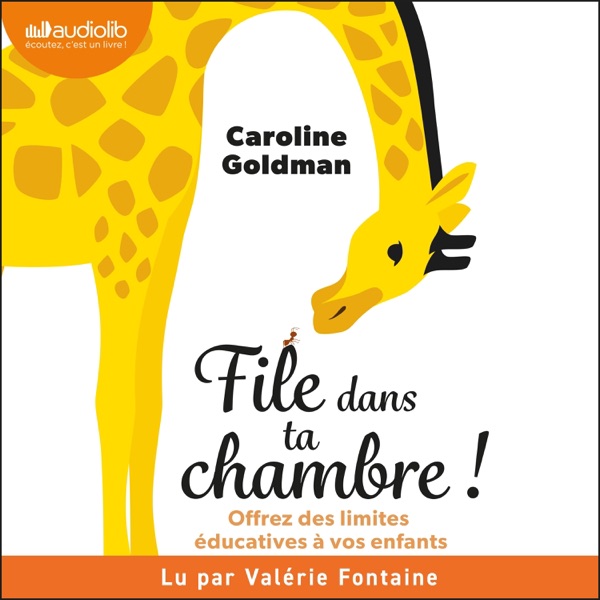 audiolib
écoutez, c'est un livre !
Caroline
Goldman
File dans
ta
chambre !
Offrez des limites
éducatives à vos enfants
Lu par Valérie Fontaine